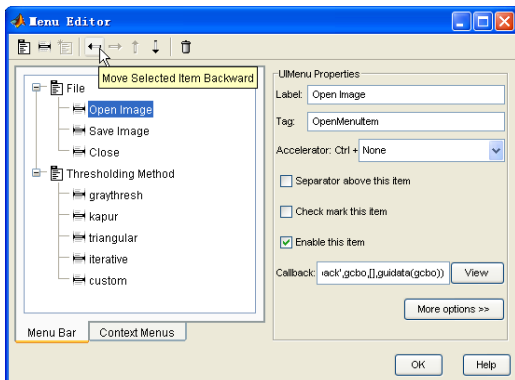 Menu Editor
Move Selected Item Backward
File
Open Image
Save Image
Close
Thresholding Method
graythresh
kapur
triangular
iterative
custom
Menu Bar
Context Menus
UIMenu Properties
Label: Open Image
Tag: OpenMenuItem
Accelerator: Ctrl + None
Separator above this item
Check mark this item
Enable this item
Callback: ack',gcbo,[],guidata(gcbo)) View
More options >>
OK Help